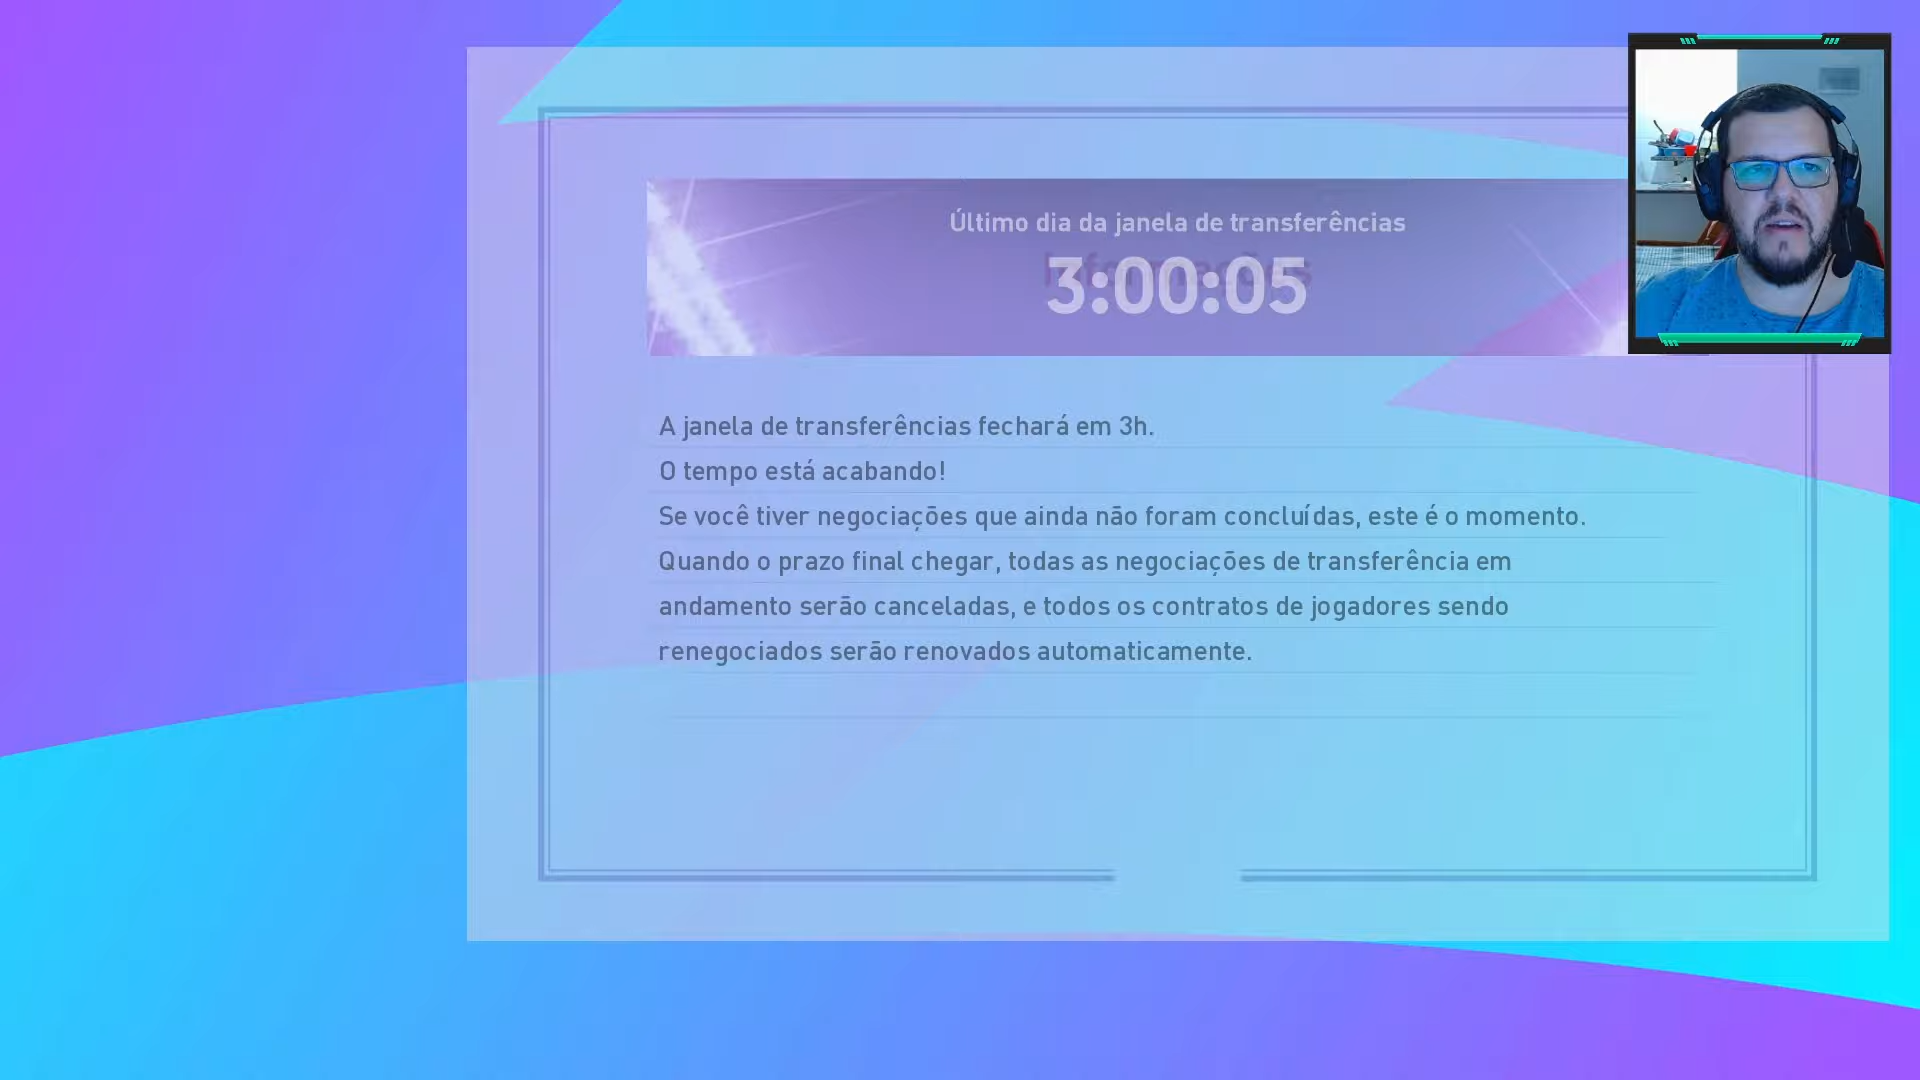 Último dia da janela de transferências
Informações
3:00:05
A janela de transferências fechará em 3h.
O tempo está acabando!
Se você tiver negociações que ainda não foram concluídas, este é o momento.
Quando o prazo final chegar, todas as negociações de transferência em
andamento serão canceladas, e todos os contratos de jogadores sendo
renegociados serão renovados automaticamente.